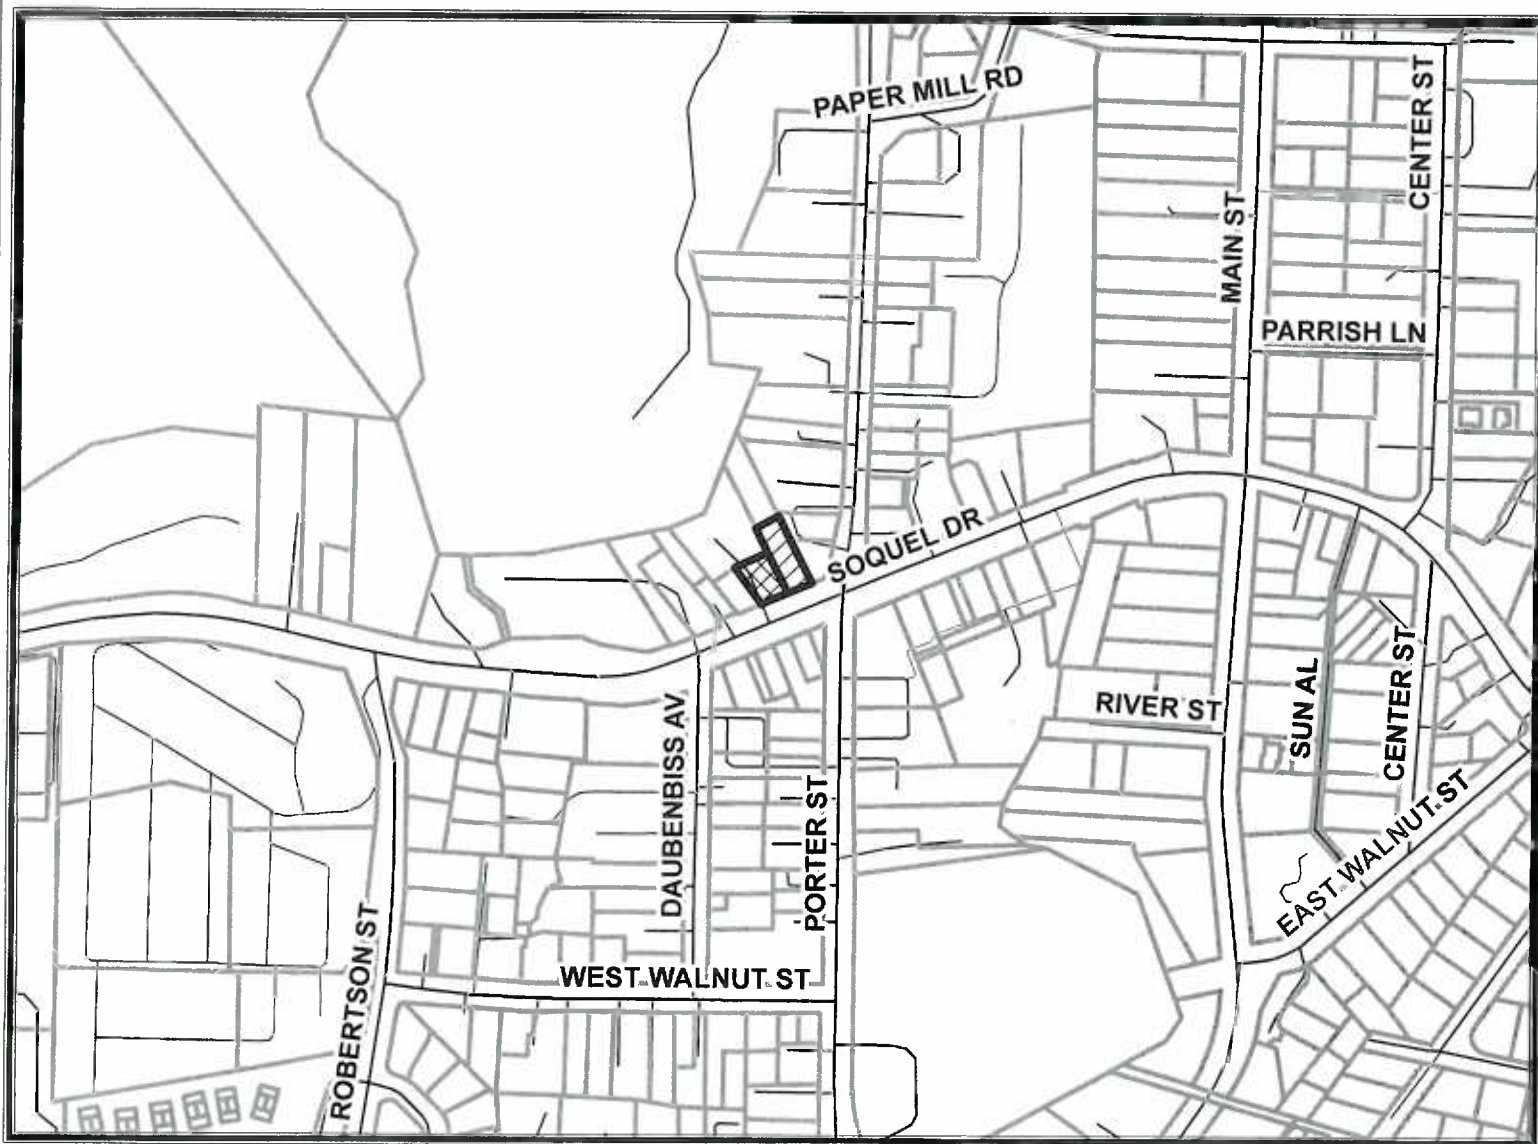 PAPER MILL RD
CENTER ST
MAIN ST
PARRISH LN
SOQUEL DR
RIVER ST
SUN AL
CENTER ST
DAUBENBISS AV
PORTER ST
EAST WALNUT ST
ROBERTSON ST
WEST WALNUT ST